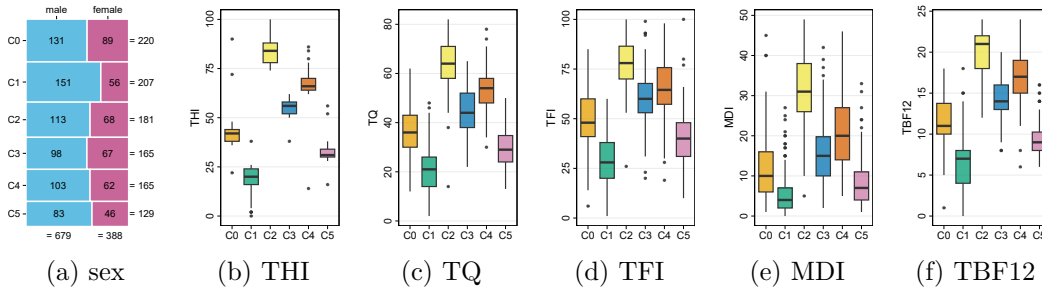 male female
C0 131 89 = 220
C1 151 56 = 207
C2 113 68 = 181
C3 98 67 = 165
C4 103 62 = 165
C5 83 46 = 129
= 679 = 388
(a) sex
THI
100
75
50
25
0
C0 C1 C2 C3 C4 C5
(b) THI
TQ
80
60
40
20
0
C0 C1 C2 C3 C4 C5
(c) TQ
TFI
100
75
50
25
0
C0 C1 C2 C3 C4 C5
(d) TFI
MDI
50
40
30
20
10
0
C0 C1 C2 C3 C4 C5
(e) MDI
TBF12
25
20
15
10
5
0
C0 C1 C2 C3 C4 C5
(f) TBF12